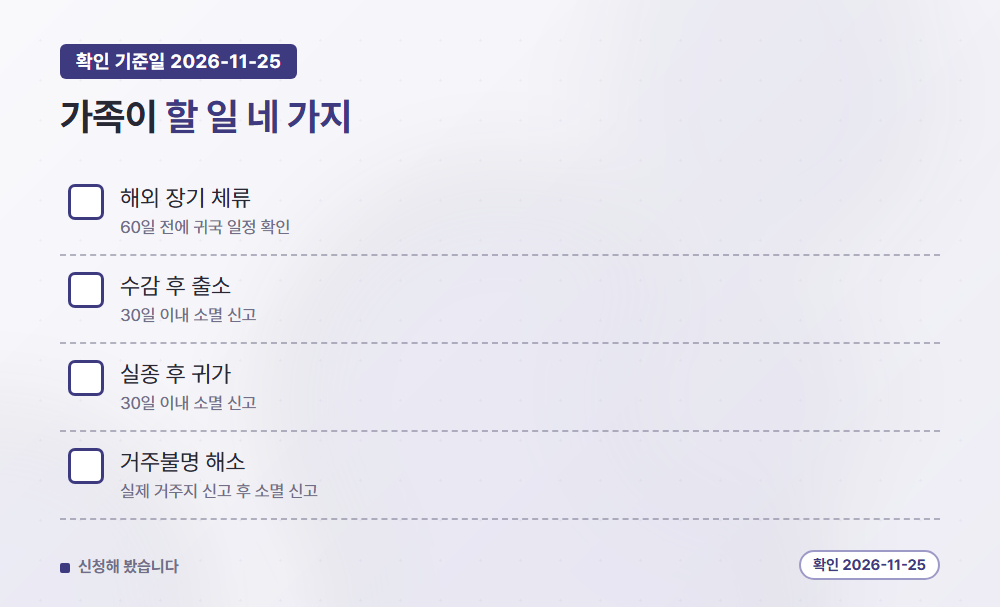 확인 기준일 2026-11-25
가족이 할 일 네 가지
해외 장기 체류
60일 전에 귀국 일정 확인
수감 후 출소
30일 이내 소멸 신고
실종 후 귀가
30일 이내 소멸 신고
거주불명 해소
실제 거주지 신고 후 소멸 신고
신청해 봤습니다
확인 2026-11-25